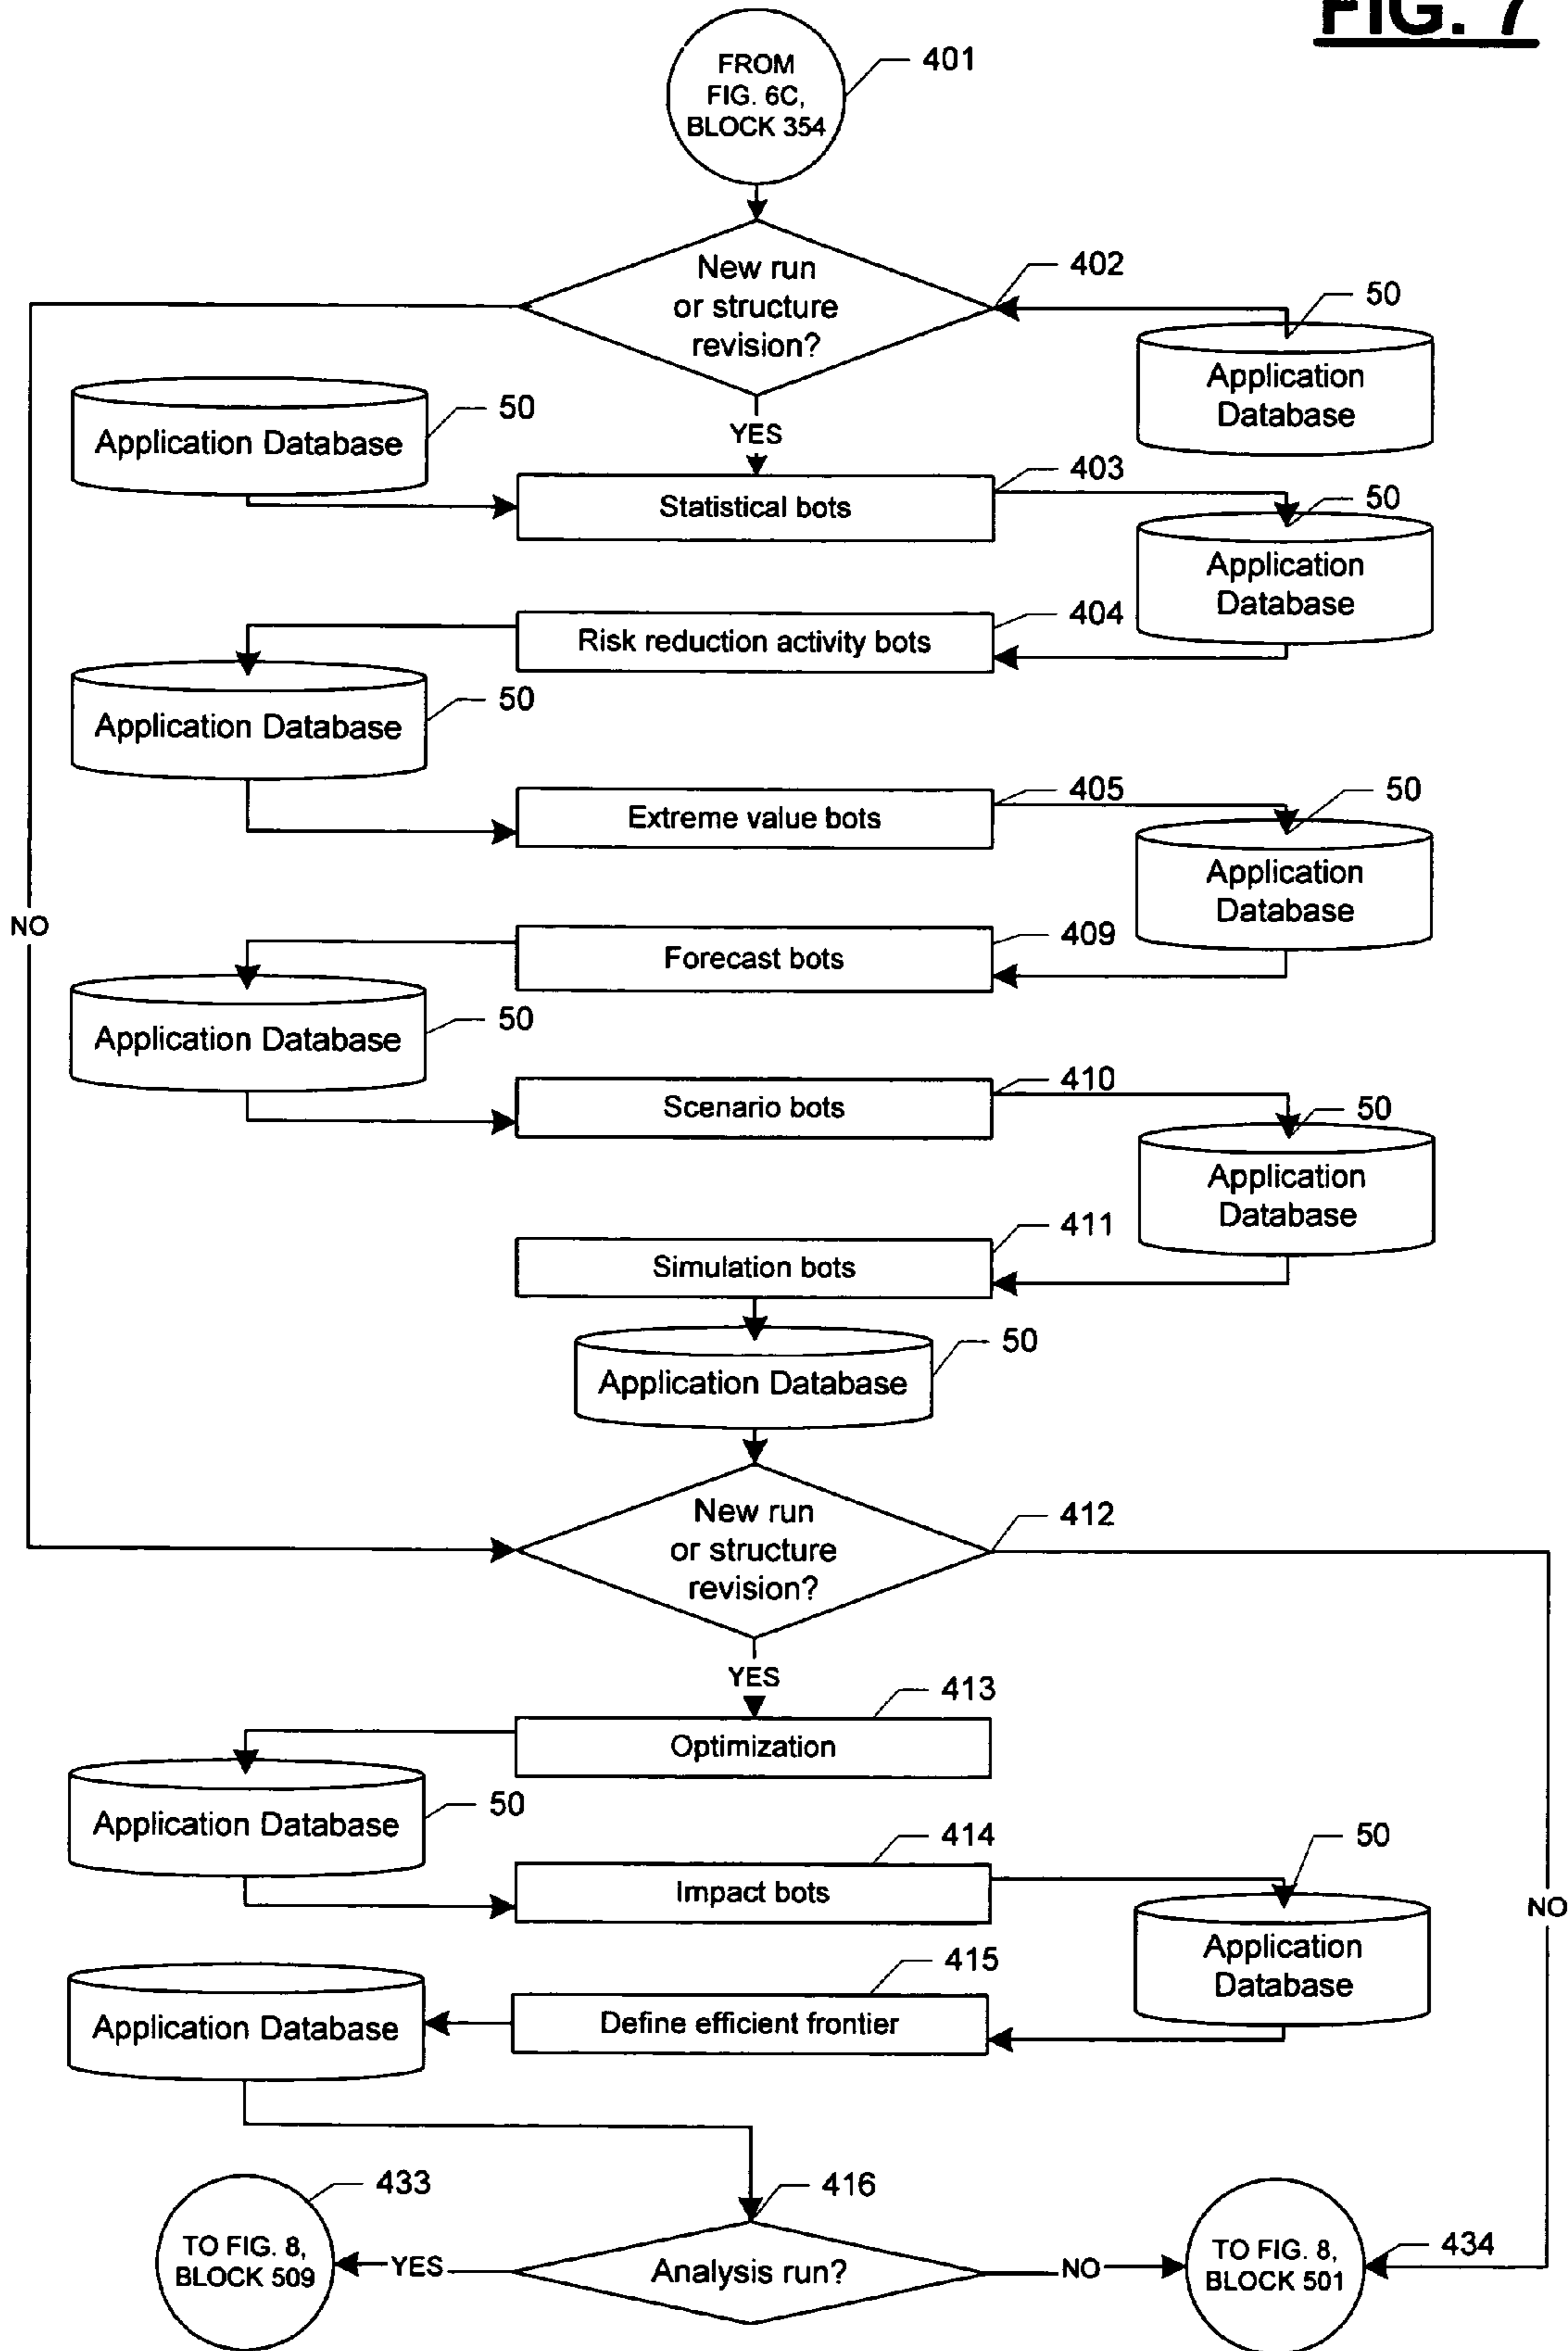 FIG. 7
FROM
FIG. 6C,
BLOCK 354
401
New run
or structure
revision?
402
50
Application
Database
NO
Application Database
50
YES
Statistical bots
403
50
Application
Database
Risk reduction activity bots
404
Application Database
50
Extreme value bots
405
50
Application
Database
Forecast bots
409
Application Database
50
Scenario bots
410
50
Application
Database
Simulation bots
411
Application Database
50
New run
or structure
revision?
412
YES
NO
Optimization
413
Application Database
50
Impact bots
414
50
Application
Database
Define efficient frontier
415
Application Database
Analysis run?
416
YES
TO FIG. 8,
BLOCK 509
433
NO
TO FIG. 8,
BLOCK 501
434